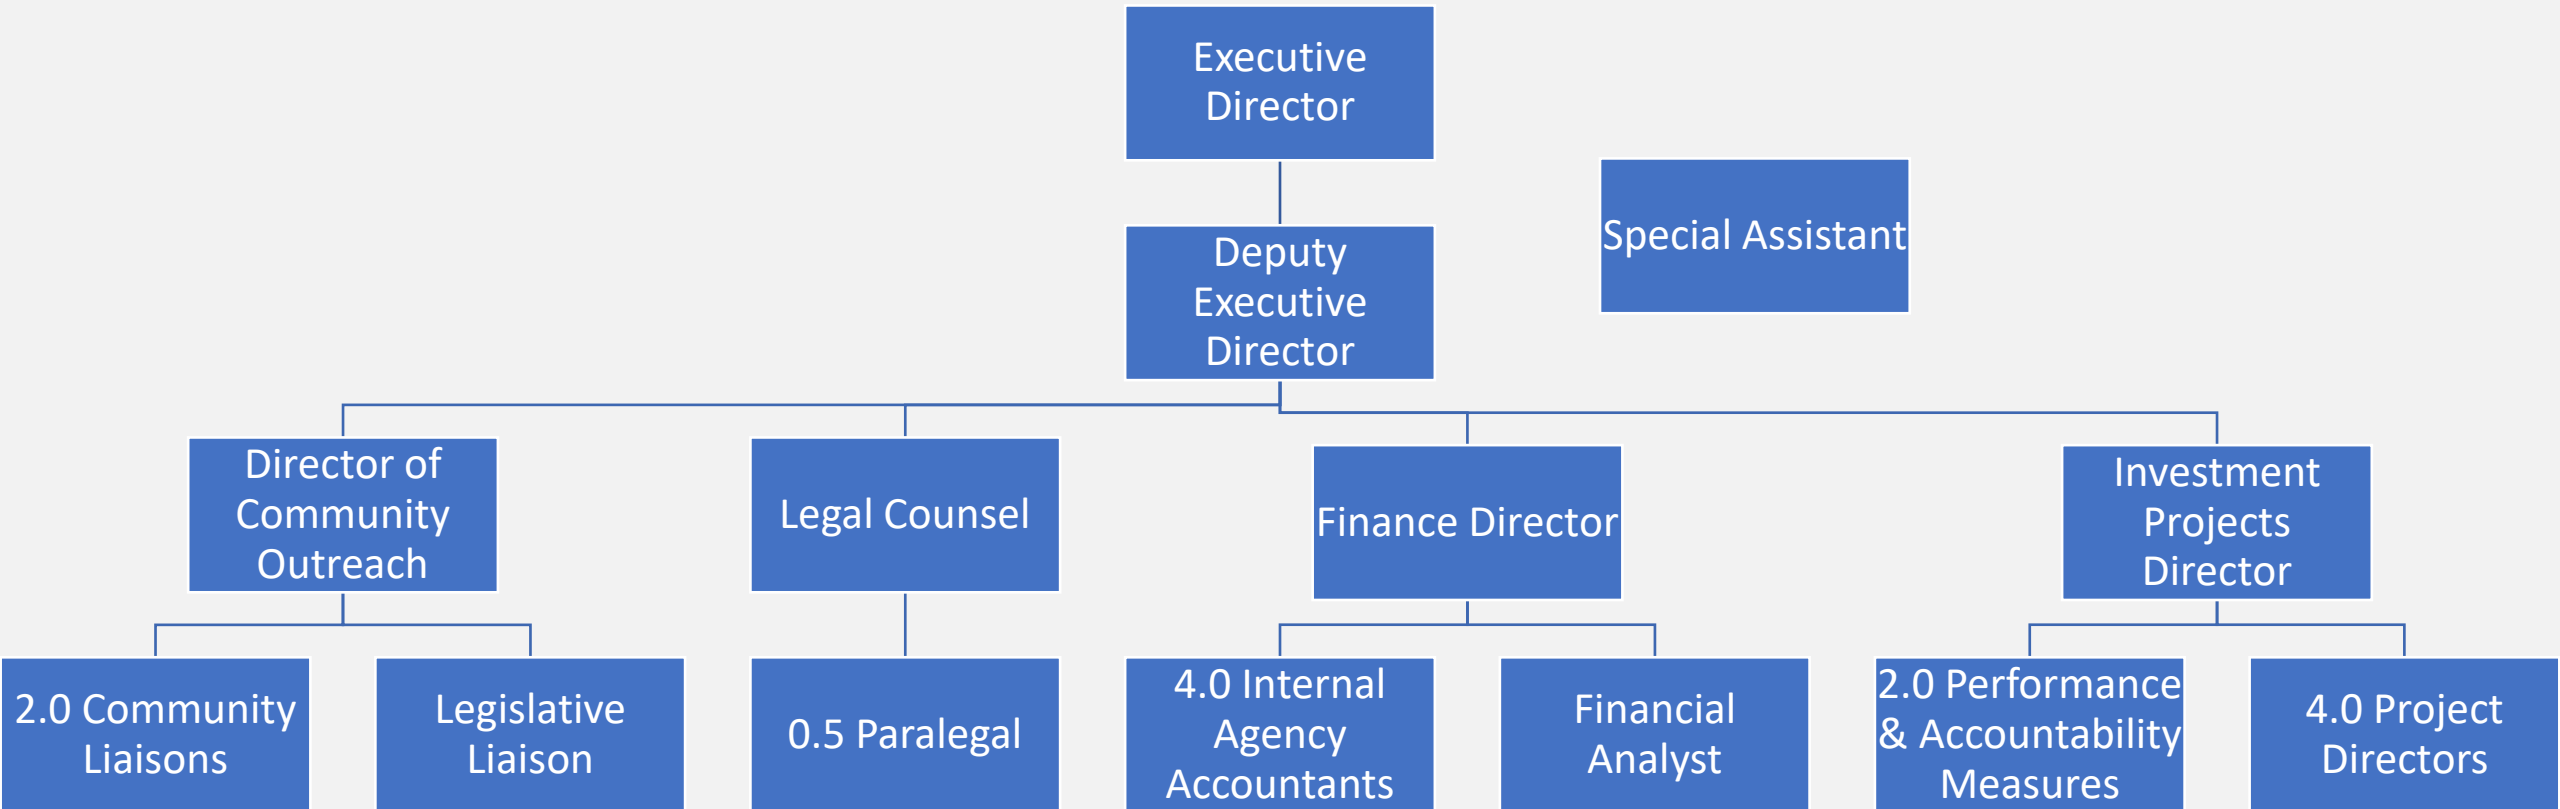 Executive
Director
Special Assistant
Deputy
Executive
Director
Director of
Community
Outreach
Legal Counsel
Finance Director
Investment
Projects
Director
2.0 Community
Liaisons
Legislative
Liaison
0.5 Paralegal
4.0 Internal
Agency
Accountants
Financial
Analyst
2.0 Performance
& Accountability
Measures
4.0 Project
Directors